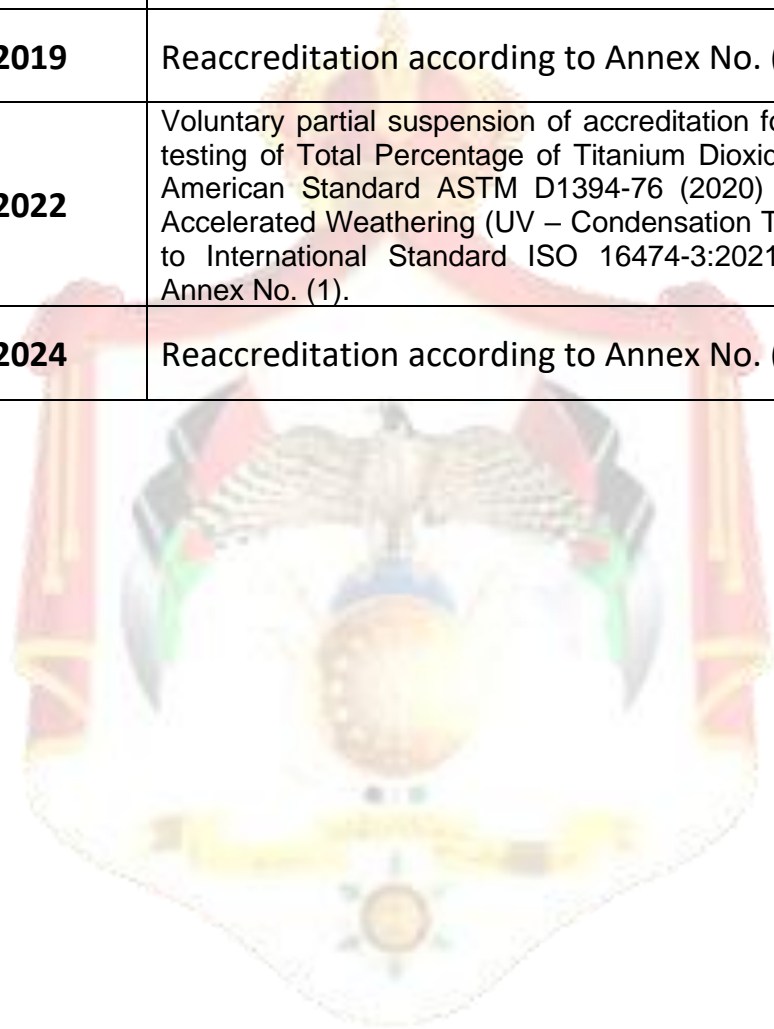 2019 Reaccreditation according to Annex No. (
Voluntary partial suspension of accreditation fo
testing of Total Percentage of Titanium Dioxid
American Standard ASTM D1394-76 (2020)
2022 Accelerated Weathering (UV – Condensation T
to International Standard ISO 16474-3:2021
Annex No. (1).
2024 Reaccreditation according to Annex No. (